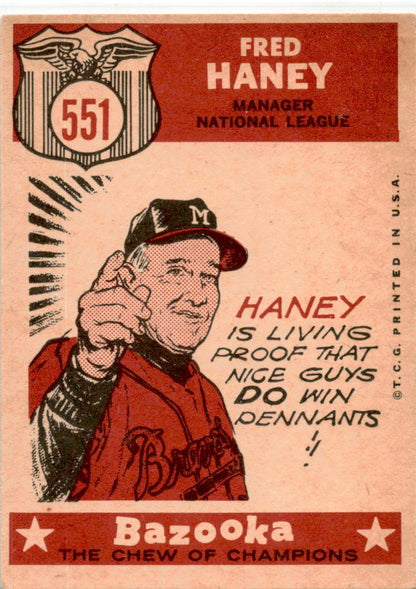 551
FRED
HANEY
MANAGER
NATIONAL LEAGUE
M
HANEY
IS LIVING
PROOF THAT
NICE GUYS
DO WIN
PENNANTS
!!
Braves
©T.C.G. PRINTED IN U.S.A.
Bazooka
THE CHEW OF CHAMPIONS